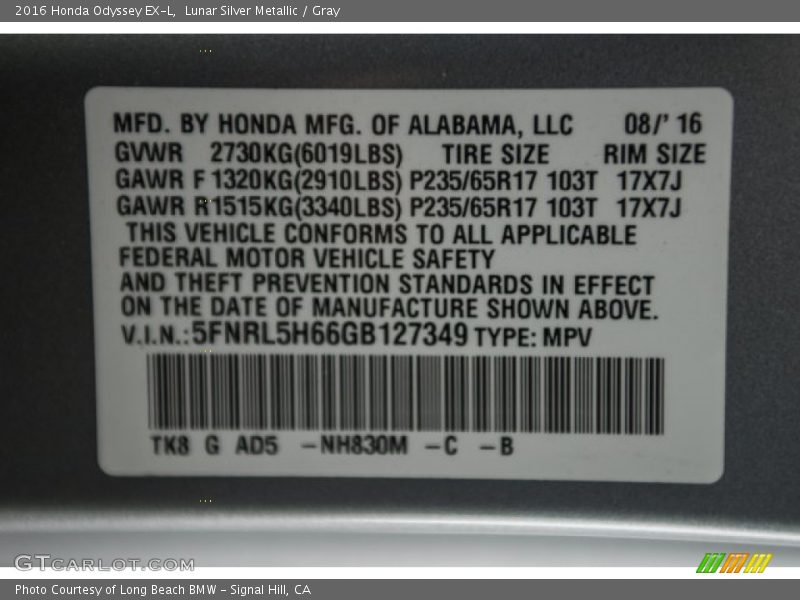 2016 Honda Odyssey EX-L, Lunar Silver Metallic / Gray
MFD. BY HONDA MFG. OF ALABAMA, LLC 08/' 16
GVWR 2730KG(6019LBS) TIRE SIZE RIM SIZE
GAWR F 1320KG(2910LBS) P235/65R17 103T 17X7J
GAWR R1515KG(3340LBS) P235/65R17 103T 17X7J
THIS VEHICLE CONFORMS TO ALL APPLICABLE
FEDERAL MOTOR VEHICLE SAFETY
AND THEFT PREVENTION STANDARDS IN EFFECT
ON THE DATE OF MANUFACTURE SHOWN ABOVE.
V.I.N.:5FNRL5H66GB127349 TYPE: MPV
TK8 G AD5 -NH830M -C -B
GTCARLOT.COM
Photo Courtesy of Long Beach BMW - Signal Hill, CA